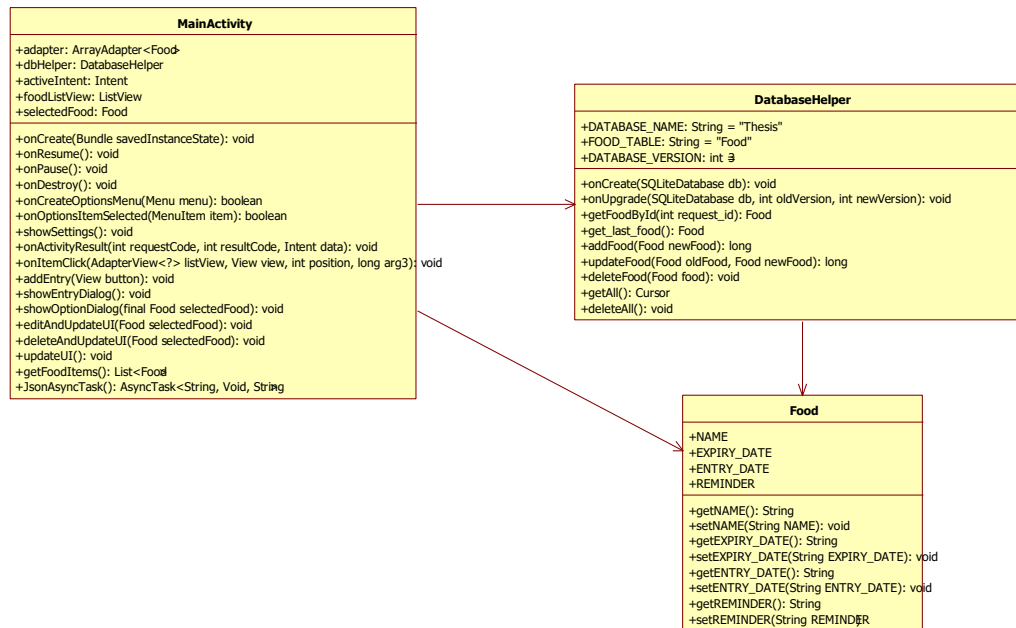 MainActivity
+adapter: ArrayAdapter<Food>
+dbHelper: DatabaseHelper
+activeIntent: Intent
+foodListView: ListView
+selectedFood: Food
+onCreate(Bundle savedInstanceState): void
+onResume(): void
+onPause(): void
+onDestroy(): void
+onCreateOptionsMenu(Menu menu): boolean
+onOptionsItemSelected(MenuItem item): boolean
+showSettings(): void
+onActivityResult(int requestCode, int resultCode, Intent data): void
+onItemClick(AdapterView<?> listView, View view, int position, long arg3): void
+addEntry(View button): void
+showEntryDialog(): void
+showOptionDialog(final Food selectedFood): void
+editAndUpdateUI(Food selectedFood): void
+deleteAndUpdateUI(Food selectedFood): void
+updateUI(): void
+getFoodItems(): List<Food>
+JsonAsyncTask(): AsyncTask<String, Void, String>
DatabaseHelper
+DATABASE_NAME: String = "Thesis"
+FOOD_TABLE: String = "Food"
+DATABASE_VERSION: int = 3
+onCreate(SQLiteDatabase db): void
+onUpgrade(SQLiteDatabase db, int oldVersion, int newVersion): void
+getFoodById(int request_id): Food
+get_last_food(): Food
+addFood(Food newFood): long
+updateFood(Food oldFood, Food newFood): long
+deleteFood(Food food): void
+getAll(): Cursor
+deleteAll(): void
Food
+NAME
+EXPIRY_DATE
+ENTRY_DATE
+REMINDER
+getNAME(): String
+setNAME(String NAME): void
+getEXPIRY_DATE(): String
+setEXPIRY_DATE(String EXPIRY_DATE): void
+getENTRY_DATE(): String
+setENTRY_DATE(String ENTRY_DATE): void
+getREMINDER(): String
+setREMINDER(String REMINDER)